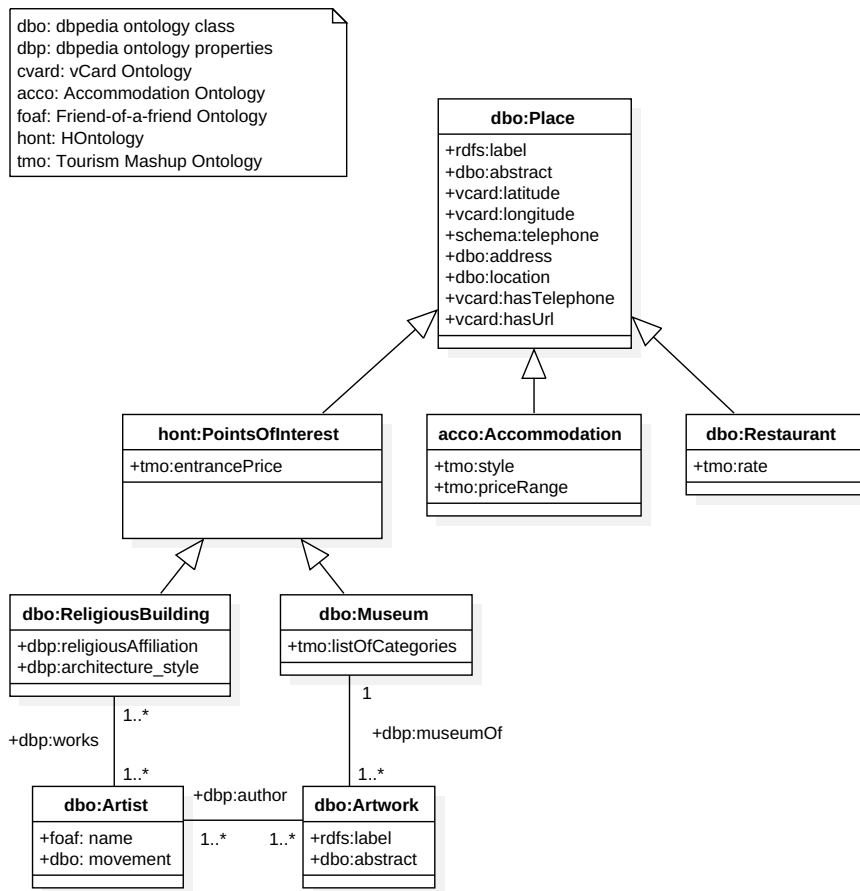 dbo: dbpedia ontology class
dbp: dbpedia ontology properties
cvard: vCard Ontology
acco: Accommodation Ontology
foaf: Friend-of-a-friend Ontology
hont: HOntology
tmo: Tourism Mashup Ontology
dbo:Place
+rdfs:label
+dbo:abstract
+vcard:latitude
+vcard:longitude
+schema:telephone
+dbo:address
+dbo:location
+vcard:hasTelephone
+vcard:hasUrl
hont:PointsOfInterest
+tmo:entrancePrice
acco:Accommodation
+tmo:style
+tmo:priceRange
dbo:Restaurant
+tmo:rate
dbo:ReligiousBuilding
+dbp:religiousAffiliation
+dbp:architecture_style
dbo:Museum
+tmo:listOfCategories
1..*
+dbp:works
1..*
1
+dbp:museumOf
1..*
dbo:Artist
+foaf: name
+dbo: movement
+dbp:author
1..*
1..*
dbo:Artwork
+rdfs:label
+dbo:abstract